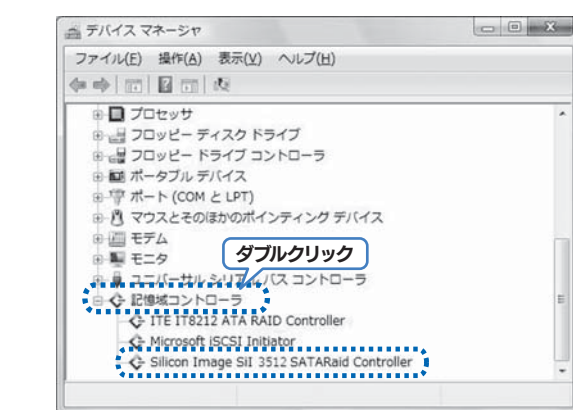 デバイス マネージャ
ファイル(F) 操作(A) 表示(V) ヘルプ(H)
プロセッサ
フロッピー ディスク ドライブ
フロッピー ドライブ コントローラ
ポータブル デバイス
ポート (COM と LPT)
マウスとそのほかのポインティング デバイス
モデム
モニタ
ダブルクリック
ユニバーサル シリアル バス コントローラ
記憶域コントローラ
ITE IT8212 ATA RAID Controller
Microsoft iSCSI Initiator
Silicon Image SiI 3512 SATARaid Controller